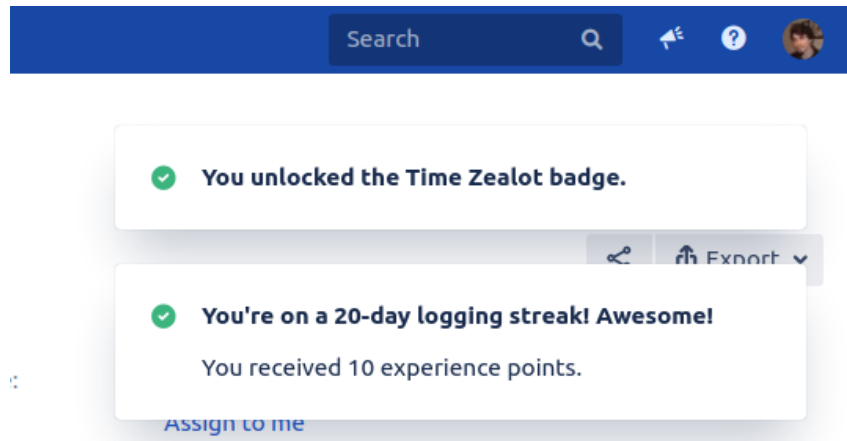 Search
You unlocked the Time Zealot badge.
Export
You're on a 20-day logging streak! Awesome!
You received 10 experience points.
Assign to me